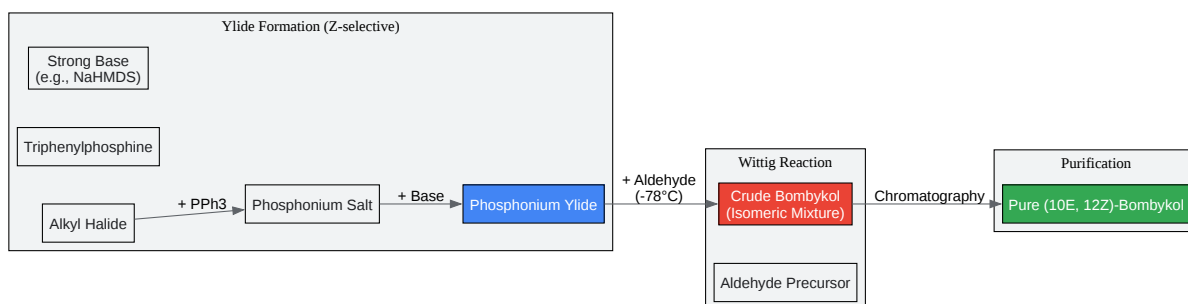 Ylide Formation (Z-selective)
Strong Base
(e.g., NaHMDS)
Triphenylphosphine
Alkyl Halide
+ PPh3
Phosphonium Salt
+ Base
Phosphonium Ylide
+ Aldehyde
(-78°C)
Wittig Reaction
Crude Bombykol
(Isomeric Mixture)
Aldehyde Precursor
Chromatography
Purification
Pure (10E, 12Z)-Bombykol